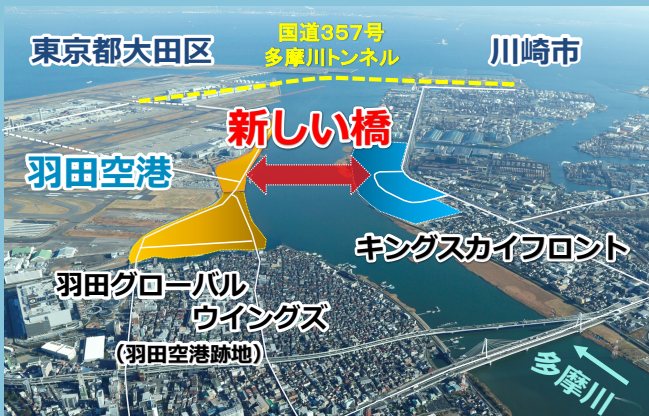 国道357号
多摩川トンネル
東京都大田区
川崎市
新しい橋
羽田空港
キングスカイフロント
羽田グローバル
ウイングズ
（羽田空港跡地）
多摩川